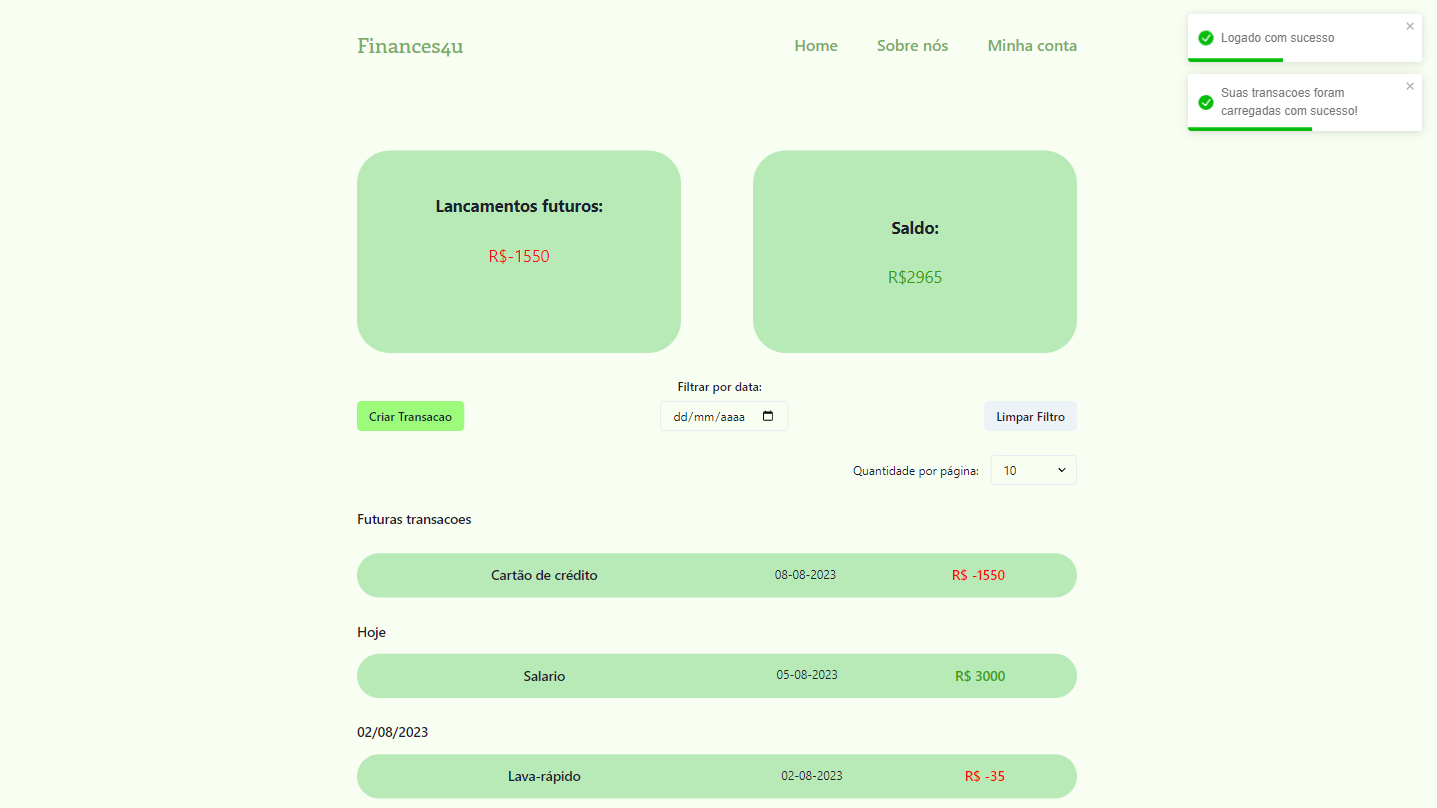 Finances4u
Home
Sobre nós
Minha conta
Logado com sucesso
Suas transacoes foram
carregadas com sucesso!
Lancamentos futuros:
R$-1550
Saldo:
R$2965
Filtrar por data:
Criar Transacao
dd/mm/aaaa
Limpar Filtro
Quantidade por página:
10
Futuras transacoes
Cartão de crédito
08-08-2023
R$ -1550
Hoje
Salario
05-08-2023
R$ 3000
02/08/2023
Lava-rápido
02-08-2023
R$ -35